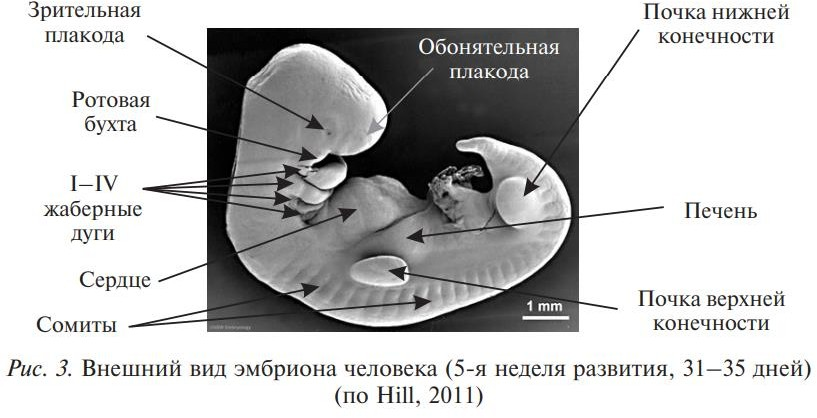 Зрительная
плакода
Обонятельная
плакода
Почка нижней
конечности
Ротовая
бухта
I–IV
жаберные
дуги
Печень
Сердце
Сомиты
1 mm
Почка верхней
конечности
Рис. 3. Внешний вид эмбриона человека (5-я неделя развития, 31–35 дней)
(по Hill, 2011)